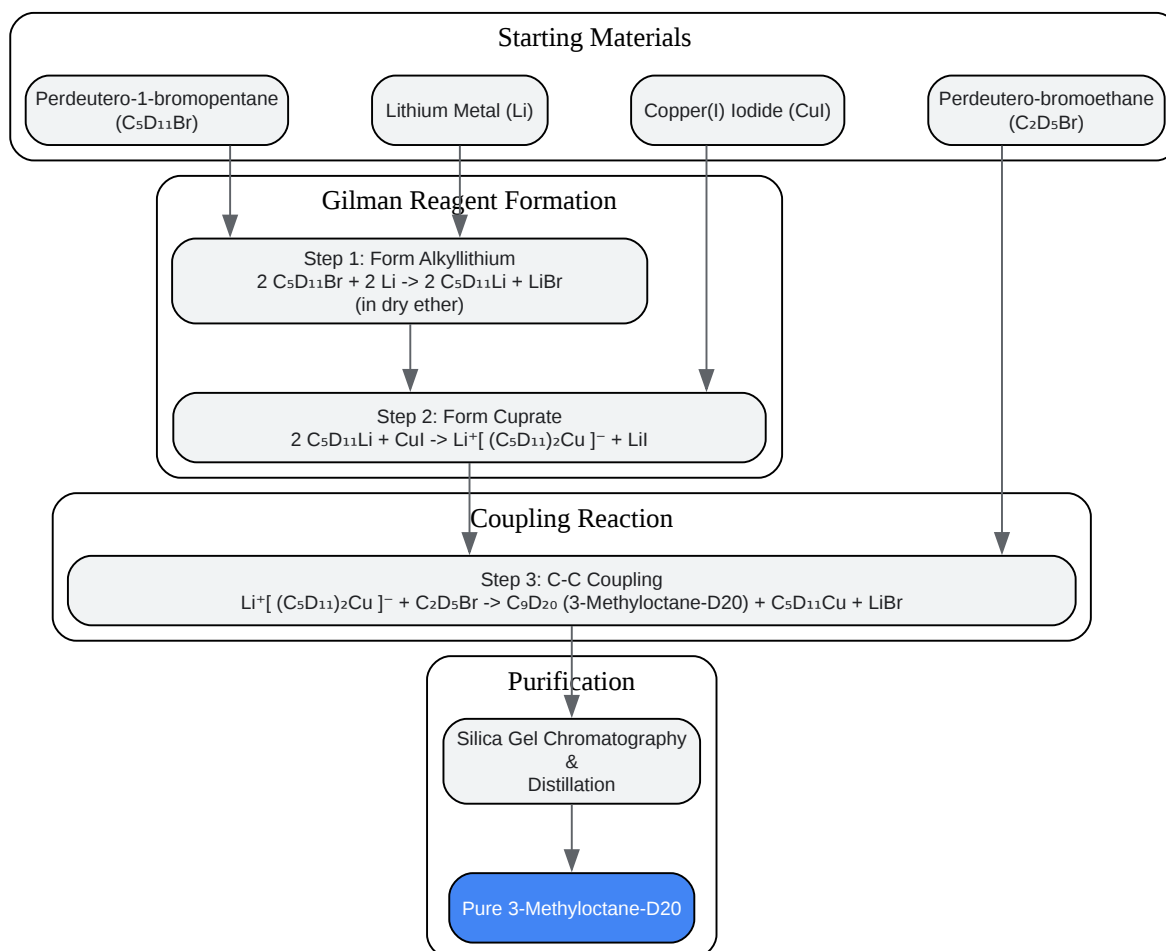 Starting Materials
Perdeutero-1-bromopentane
(C₅D₁₁Br)
Lithium Metal (Li)
Copper(I) Iodide (CuI)
Perdeutero-bromoethane
(C₂D₅Br)
Gilman Reagent Formation
Step 1: Form Alkyllithium
2 C₅D₁₁Br + 2 Li -> 2 C₅D₁₁Li + LiBr
(in dry ether)
Step 2: Form Cuprate
2 C₅D₁₁Li + CuI -> Li⁺[ (C₅D₁₁)₂Cu ]⁻ + LiI
Coupling Reaction
Step 3: C-C Coupling
Li⁺[ (C₅D₁₁)₂Cu ]⁻ + C₂D₅Br -> C₉D₂₀ (3-Methyloctane-D20) + C₅D₁₁Cu + LiBr
Purification
Silica Gel Chromatography
&
Distillation
Pure 3-Methyloctane-D20